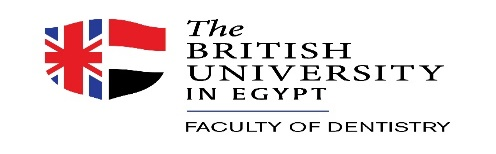 The
BRITISH
UNIVERSITY
IN EGYPT
FACULTY OF DENTISTRY